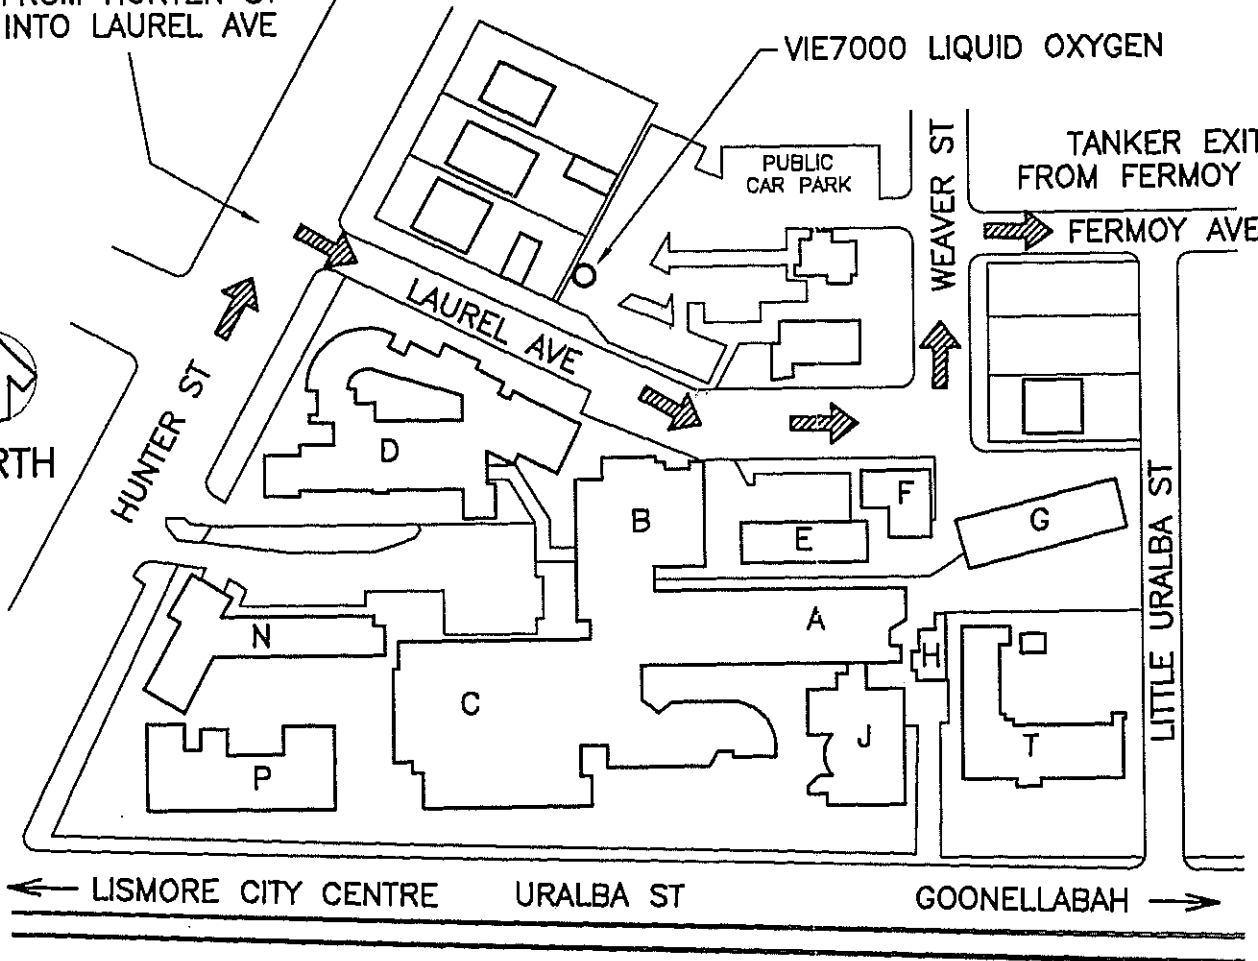 INTO LAUREL AVE
VIE7000 LIQUID OXYGEN
TANKER EXIT
FROM FERMOY
PUBLIC
CAR PARK
WEAVER ST
FERMOY AVE
LAUREL AVE
HUNTER ST
D
B
E
F
G
LITTLE URALBA ST
N
A
H
C
J
T
P
LISMORE CITY CENTRE
URALBA ST
GOONELLABAH